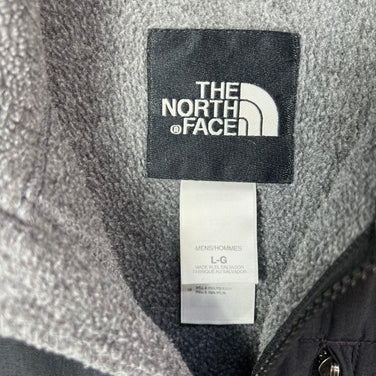 THE
NORTH
® FACE
MENS/HOMMES
L-G
MADE IN EL SALVADOR
FABRIQUÉ AU SALVADOR